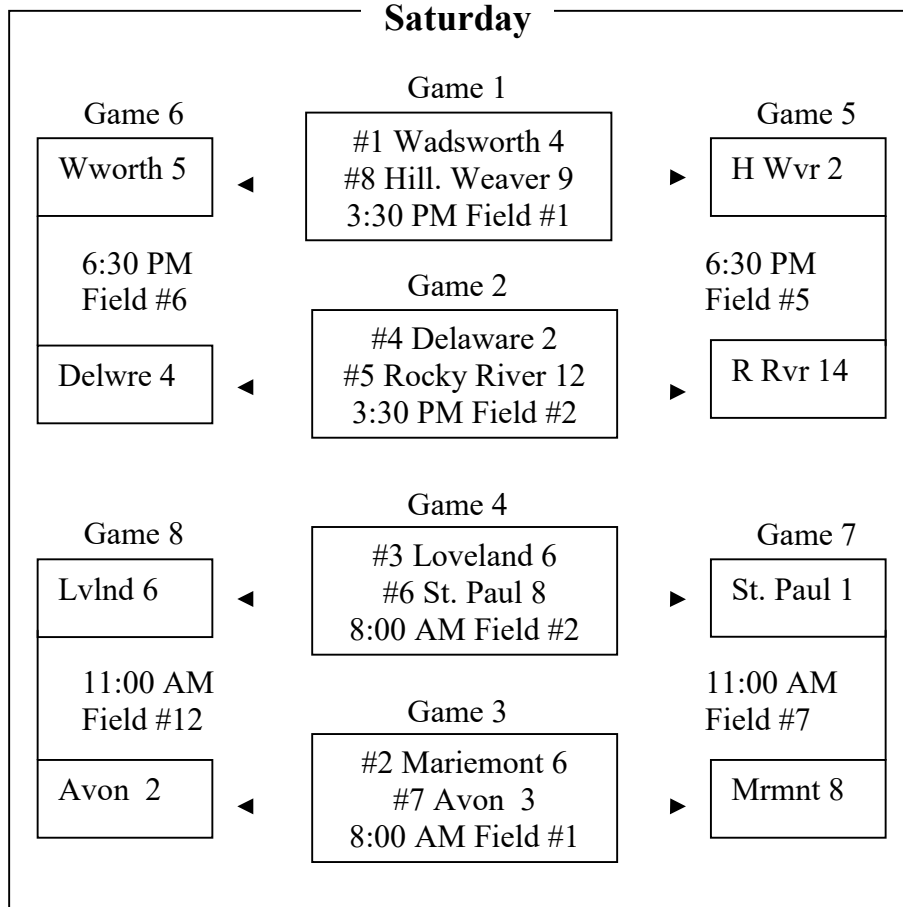 Saturday
Game 1
Game 6
Game 5
#1 Wadsworth 4
#8 Hill. Weaver 9
3:30 PM Field #1
Wworth 5
H Wvr 2
6:30 PM
Field #6
6:30 PM
Field #5
Game 2
#4 Delaware 2
#5 Rocky River 12
3:30 PM Field #2
Delwre 4
R Rvr 14
Game 4
Game 8
Game 7
#3 Loveland 6
#6 St. Paul 8
8:00 AM Field #2
Lvlnd 6
St. Paul 1
11:00 AM
Field #12
11:00 AM
Field #7
Game 3
#2 Mariemont 6
#7 Avon 3
8:00 AM Field #1
Avon 2
Mrmnt 8